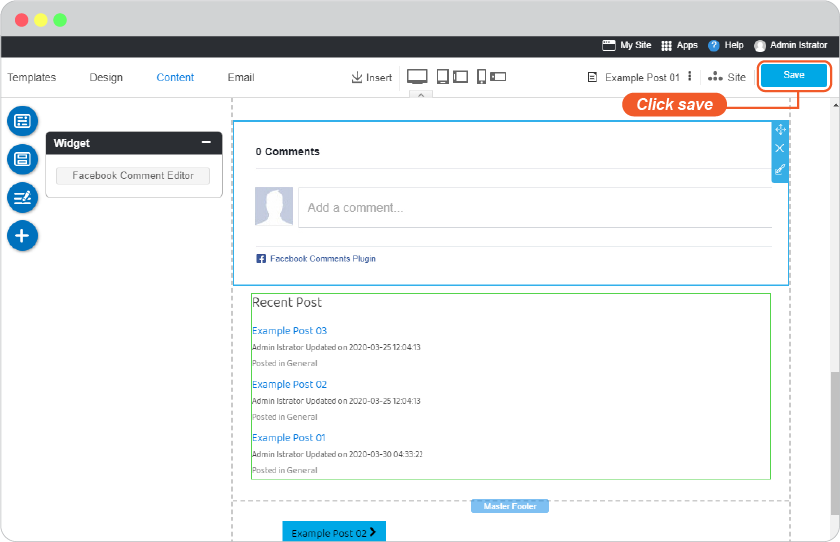 My Site Apps Help Admin Istrator
Templates Design Content Email Insert Example Post 01 Site Save
Click save
Widget
Facebook Comment Editor
0 Comments
Add a comment...
Facebook Comments Plugin
Recent Post
Example Post 03
Admin Istrator Updated on 2020-03-25 12:04:13
Posted in General
Example Post 02
Admin Istrator Updated on 2020-03-25 12:04:13
Posted in General
Example Post 01
Admin Istrator Updated on 2020-03-30 04:33:23
Posted in General
Master Footer
Example Post 02